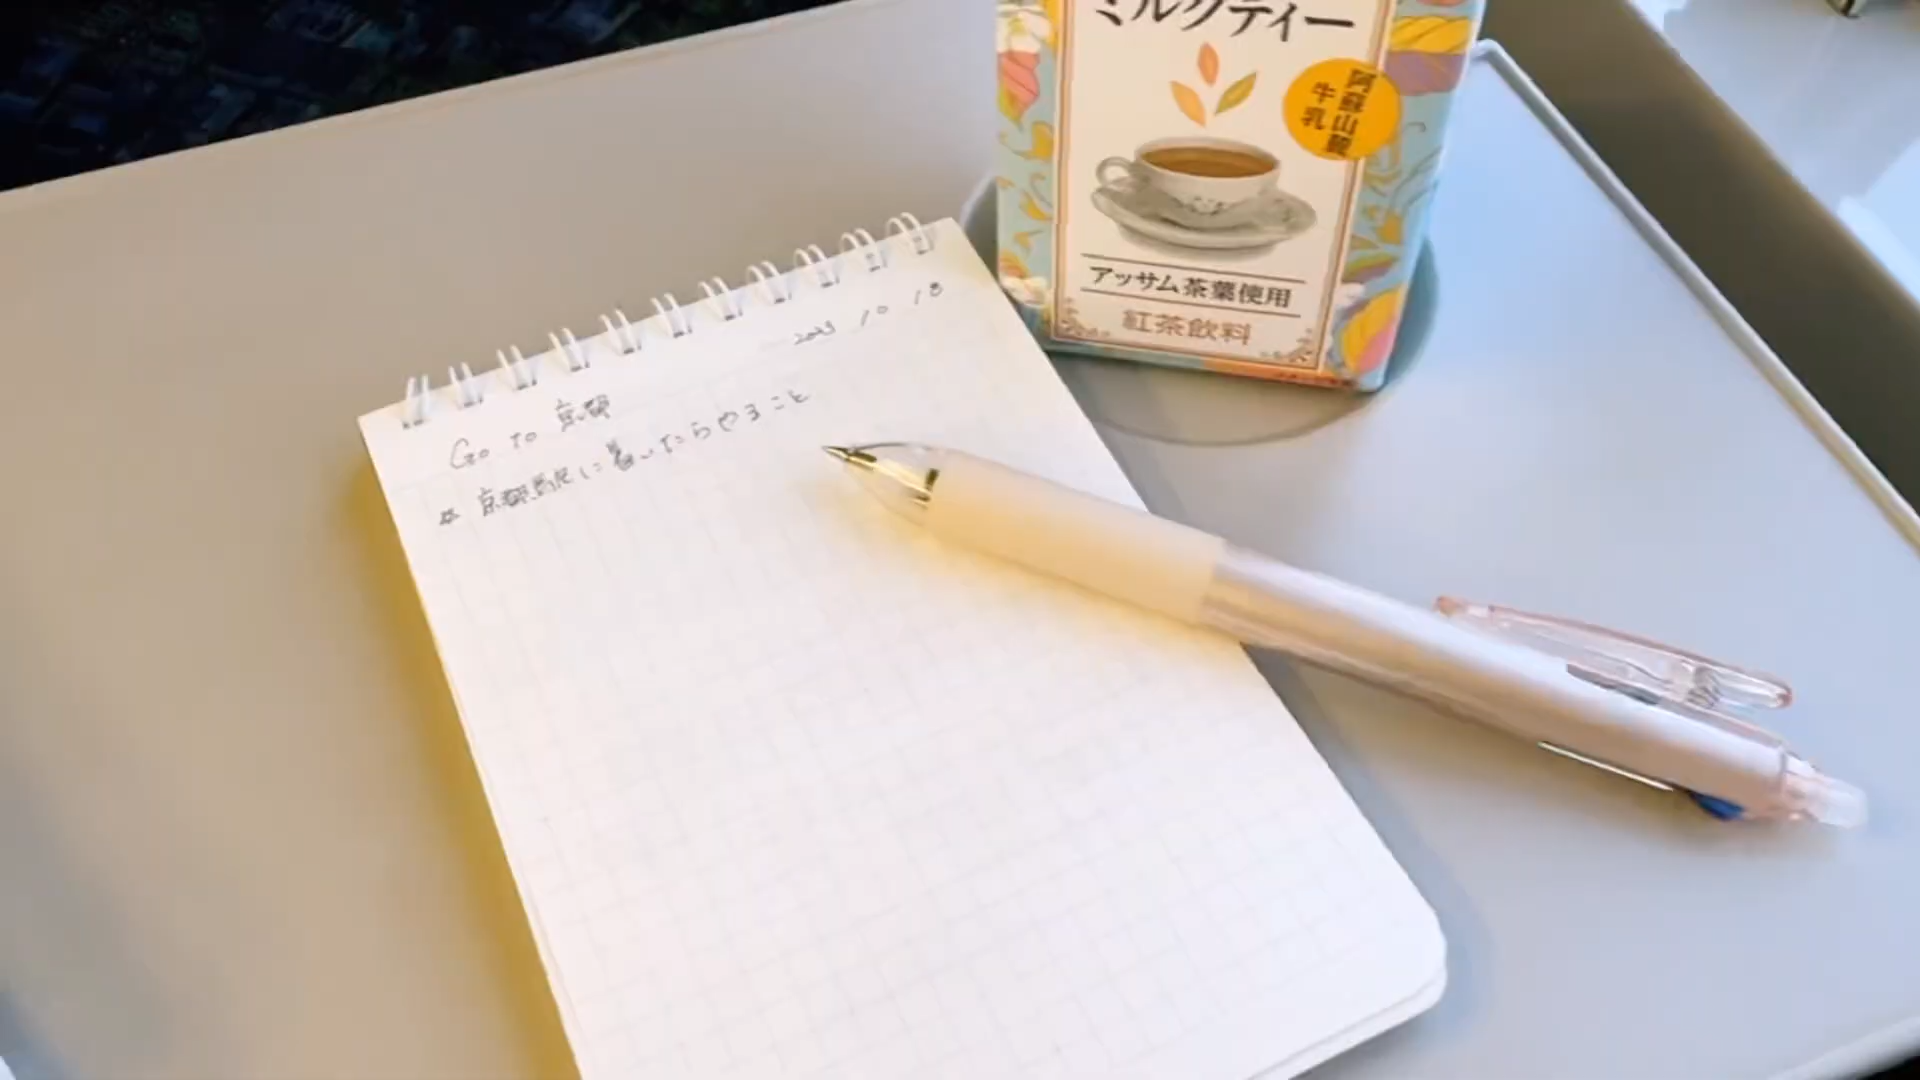 ミルクティー
阿蘇山麓
牛乳
アッサム茶葉使用
紅茶飲料
10 18
Go to 京都
京都駅に着いたらやること